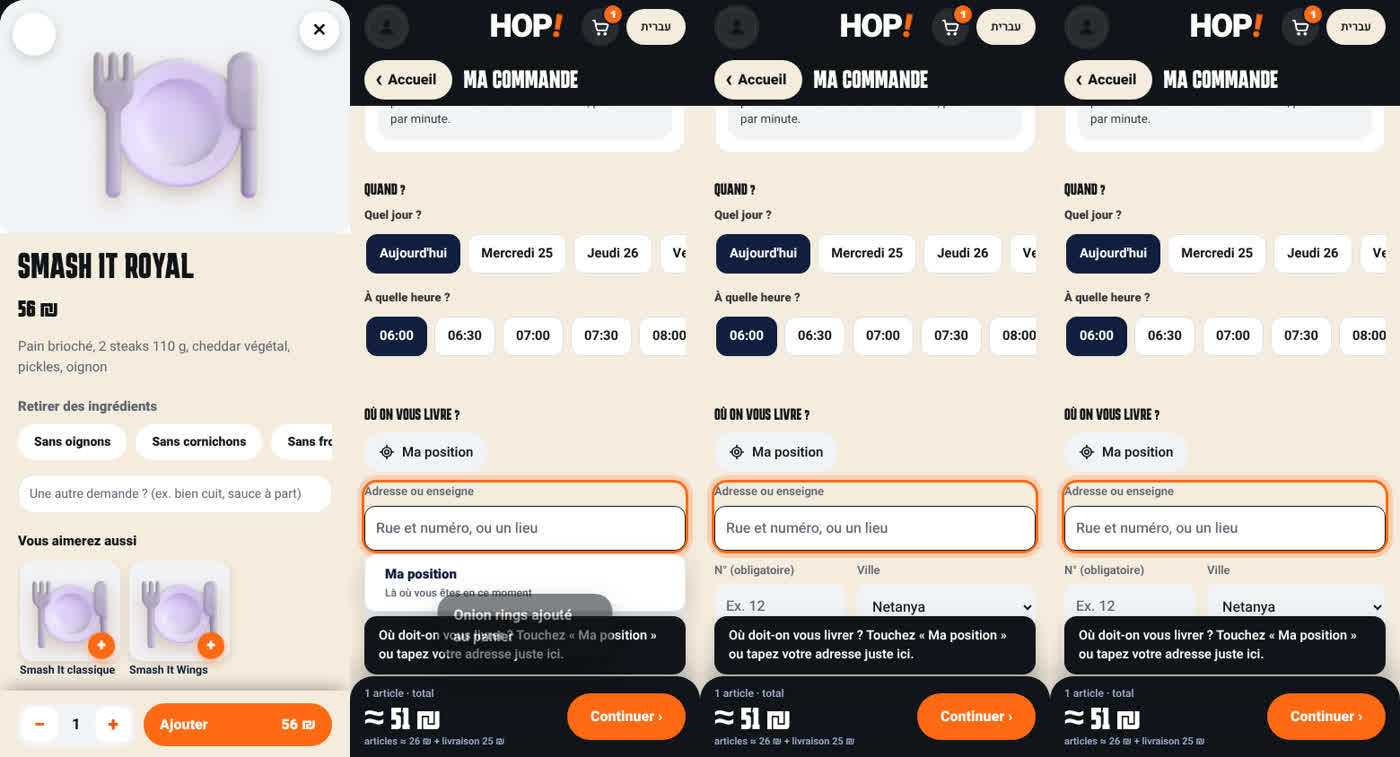 SMASH IT ROYAL
56 ₪
Pain brioché, 2 steaks 110 g, cheddar végétal,
pickles, oignon
Retirer des ingrédients
Sans oignons
Sans cornichons
Sans fro
Une autre demande ? (ex. bien cuit, sauce à part)
Vous aimerez aussi
Smash It classique
Smash It Wings
1
Ajouter
56 ₪
HOP!
1
עברית
‹ Accueil
MA COMMANDE
par minute.
QUAND ?
Quel jour ?
Aujourd'hui
Mercredi 25
Jeudi 26
Ve
À quelle heure ?
06:00
06:30
07:00
07:30
08:00
OÙ ON VOUS LIVRE ?
Ma position
Adresse ou enseigne
Rue et numéro, ou un lieu
Ma position
Là où vous êtes en ce moment
Onion rings ajouté
au panier
Où doit-on vous livrer ? Touchez « Ma position »
ou tapez votre adresse juste ici.
1 article · total
≈ 51 ₪
articles ≈ 26 ₪ + livraison 25 ₪
Continuer ›
HOP!
1
עברית
‹ Accueil
MA COMMANDE
par minute.
QUAND ?
Quel jour ?
Aujourd'hui
Mercredi 25
Jeudi 26
Ve
À quelle heure ?
06:00
06:30
07:00
07:30
08:00
OÙ ON VOUS LIVRE ?
Ma position
Adresse ou enseigne
Rue et numéro, ou un lieu
N° (obligatoire)
Ville
Ex. 12
Netanya
Où doit-on vous livrer ? Touchez « Ma position »
ou tapez votre adresse juste ici.
1 article · total
≈ 51 ₪
articles ≈ 26 ₪ + livraison 25 ₪
Continuer ›
HOP!
1
עברית
‹ Accueil
MA COMMANDE
par minute.
QUAND ?
Quel jour ?
Aujourd'hui
Mercredi 25
Jeudi 26
Ve
À quelle heure ?
06:00
06:30
07:00
07:30
08:00
OÙ ON VOUS LIVRE ?
Ma position
Adresse ou enseigne
Rue et numéro, ou un lieu
N° (obligatoire)
Ville
Ex. 12
Netanya
Où doit-on vous livrer ? Touchez « Ma position »
ou tapez votre adresse juste ici.
1 article · total
≈ 51 ₪
articles ≈ 26 ₪ + livraison 25 ₪
Continuer ›